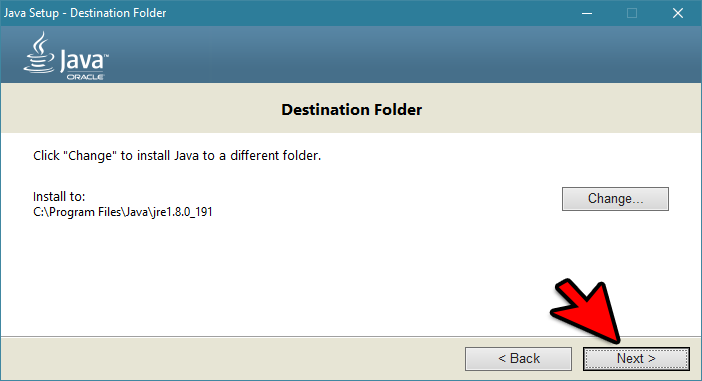 Java Setup - Destination Folder
Java™
ORACLE
Destination Folder
Click "Change" to install Java to a different folder.
Install to:
C:\Program Files\Java\jre1.8.0_191
Change...
< Back
Next >